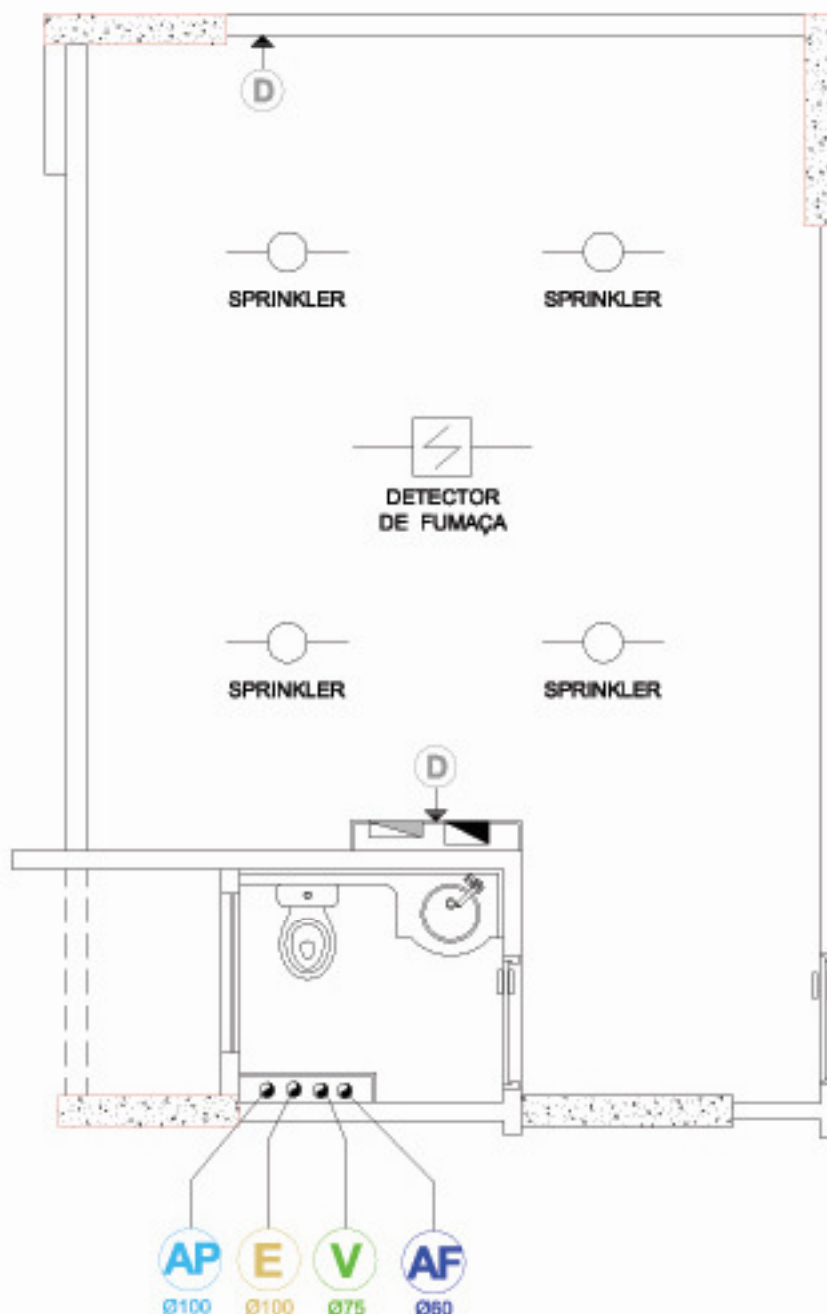 D
SPRINKLER
SPRINKLER
DETECTOR
DE FUMAÇA
SPRINKLER
SPRINKLER
D
AP
E
V
AF
Ø100
Ø100
Ø75
Ø60